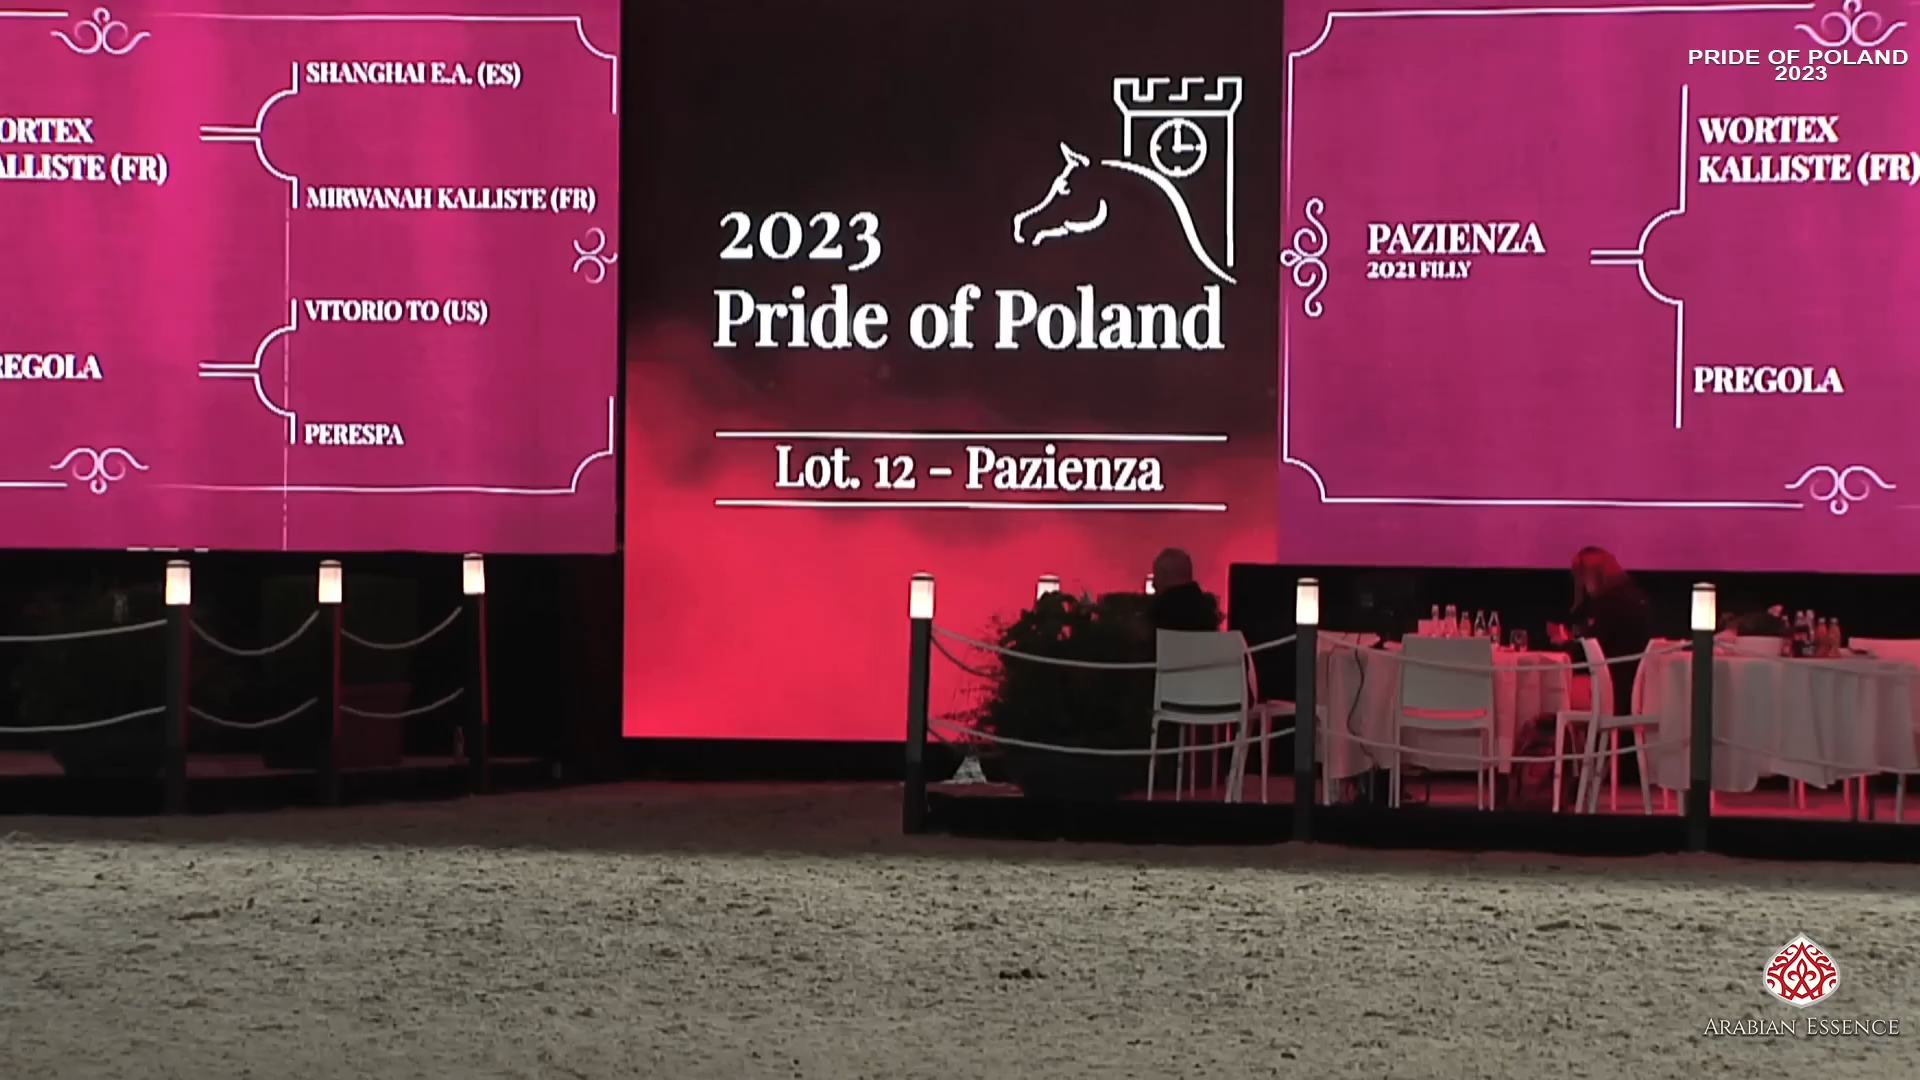 SHANGHAI E.A. (ES)
MIRWANAH KALLISTE (FR)
ORTEX
ALLISTE (FR)
VITORIO TO (US)
REGOLA
PERESPA
2023
Pride of Poland
Lot. 12 – Pazienza
PRIDE OF POLAND
2023
WORTEX
KALLISTE (FR)
PAZIENZA
2021 FILLY
PREGOLA
ARABIAN ESSENCE